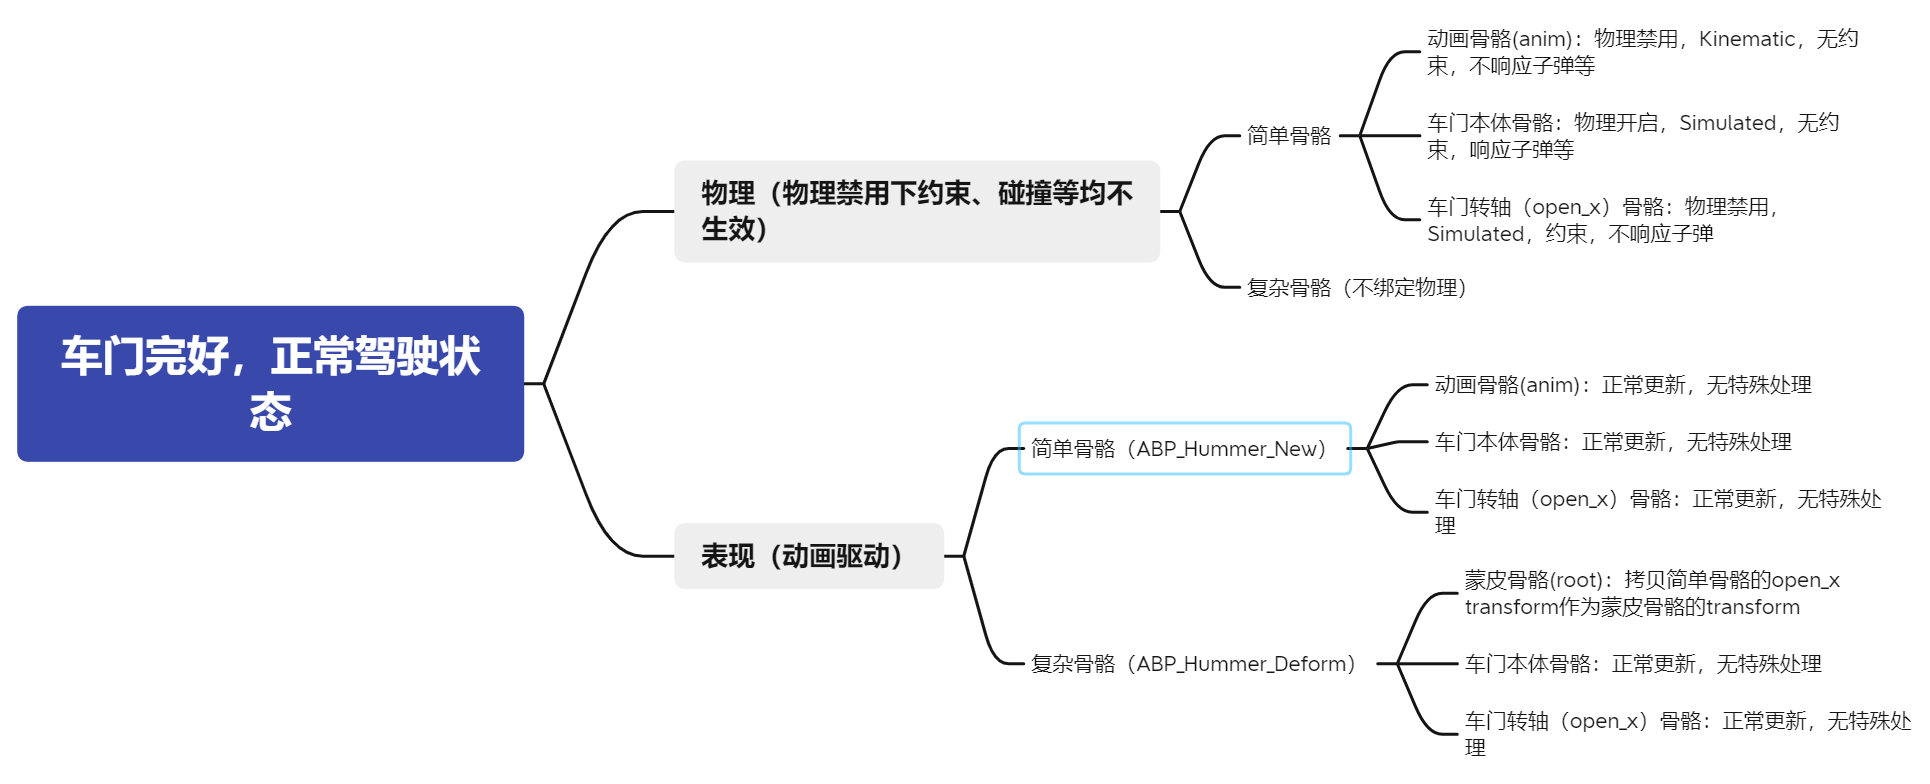 车门完好，正常驾驶状
态
物理（物理禁用下约束、碰撞等均不
生效）
简单骨骼
动画骨骼(anim)：物理禁用，Kinematic，无约
束，不响应子弹等
车门本体骨骼：物理开启，Simulated，无约
束，响应子弹等
车门转轴（open_x）骨骼：物理禁用，
Simulated，约束，不响应子弹
复杂骨骼（不绑定物理）
表现（动画驱动）
简单骨骼（ABP_Hummer_New）
动画骨骼(anim)：正常更新，无特殊处理
车门本体骨骼：正常更新，无特殊处理
车门转轴（open_x）骨骼：正常更新，无特殊处
理
复杂骨骼（ABP_Hummer_Deform）
蒙皮骨骼(root)：拷贝简单骨骼的open_x
transform作为蒙皮骨骼的transform
车门本体骨骼：正常更新，无特殊处理
车门转轴（open_x）骨骼：正常更新，无特殊处
理